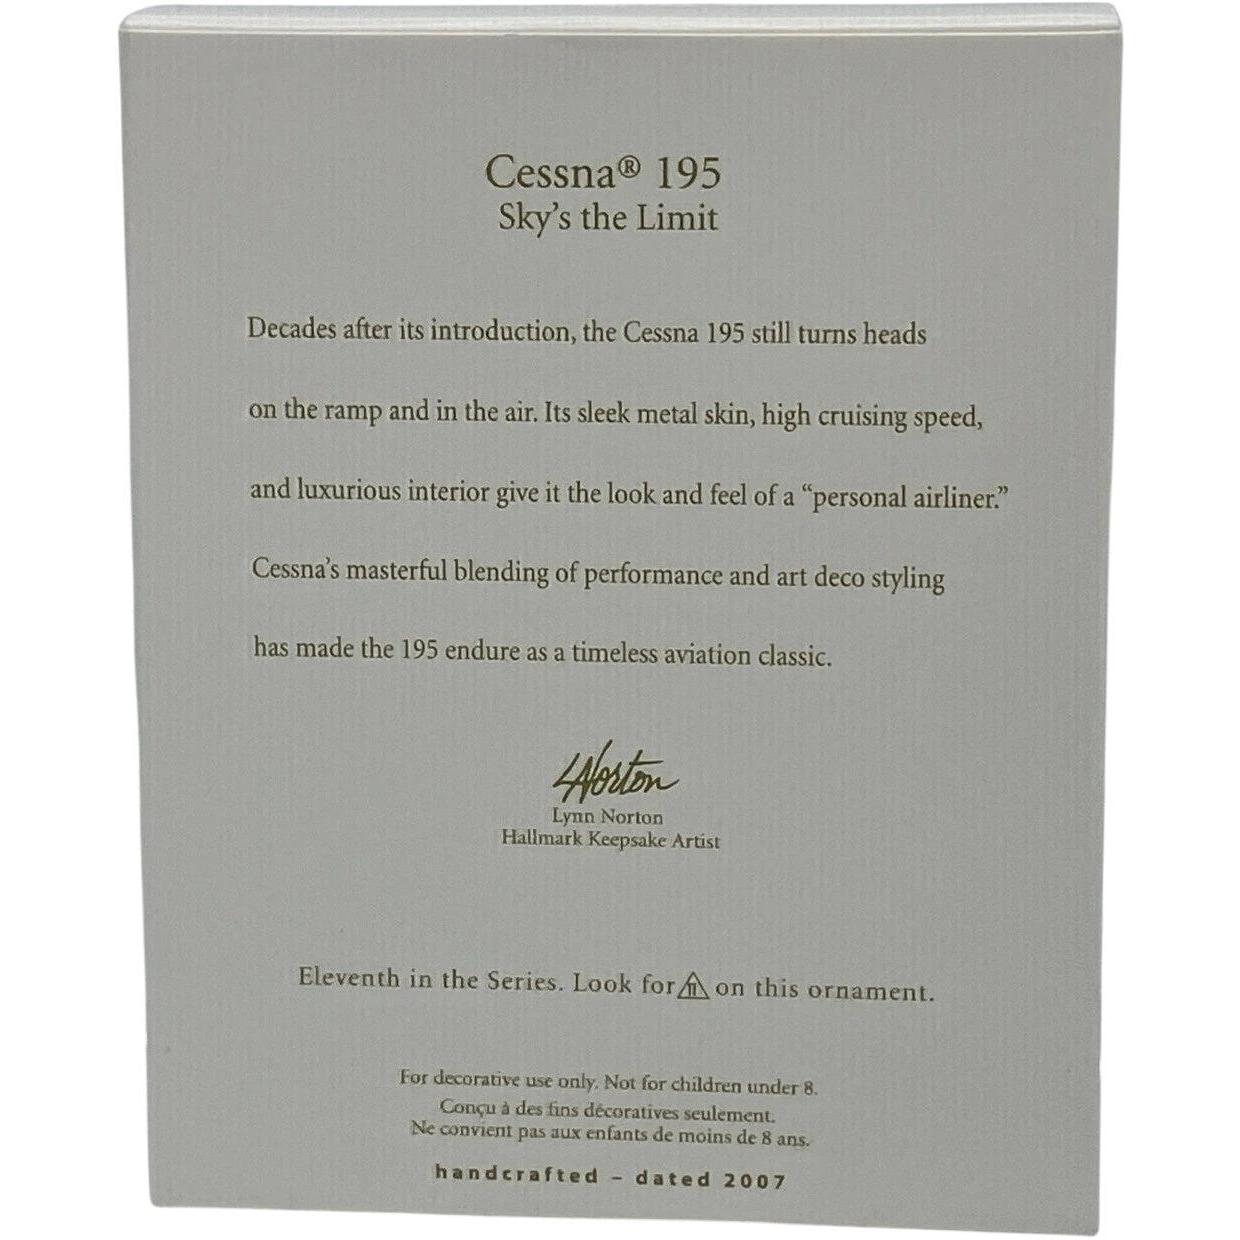 Cessna® 195
Sky's the Limit
Decades after its introduction, the Cessna 195 still turns heads
on the ramp and in the air. Its sleek metal skin, high cruising speed,
and luxurious interior give it the look and feel of a “personal airliner.”
Cessna's masterful blending of performance and art deco styling
has made the 195 endure as a timeless aviation classic.
LNorton
Lynn Norton
Hallmark Keepsake Artist
Eleventh in the Series. Look for 11 on this ornament.
For decorative use only. Not for children under 8.
Conçu à des fins décoratives seulement.
Ne convient pas aux enfants de moins de 8 ans.
handcrafted – dated 2007